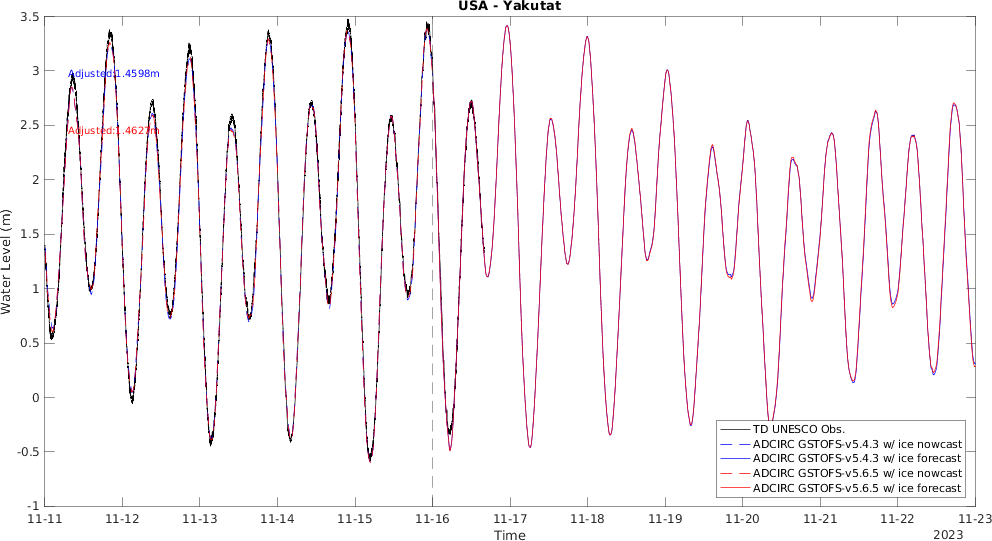 USA - Yakutat
3.5
3
2.5
2
1.5
1
0.5
0
-0.5
-1
Water Level (m)
Adjusted:1.4598m
Adjusted:1.4627m
TD UNESCO Obs.
ADCIRC GSTOFS-v5.4.3 w/ ice nowcast
ADCIRC GSTOFS-v5.4.3 w/ ice forecast
ADCIRC GSTOFS-v5.6.5 w/ ice nowcast
ADCIRC GSTOFS-v5.6.5 w/ ice forecast
11-11 11-12 11-13 11-14 11-15 11-16 11-17 11-18 11-19 11-20 11-21 11-22 11-23
Time
2023